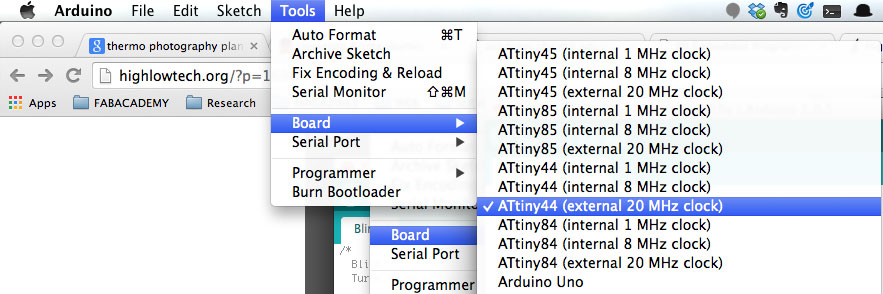 Arduino File Edit Sketch Tools Help
thermo photography plan
highlowtech.org/?p=1
Apps FABACADEMY Research
Auto Format ⌘T
Archive Sketch
Fix Encoding & Reload
Serial Monitor ⇧⌘M
Board
Serial Port
Programmer
Burn Bootloader
ATtiny45 (internal 1 MHz clock)
ATtiny45 (internal 8 MHz clock)
ATtiny45 (external 20 MHz clock)
ATtiny85 (internal 1 MHz clock)
ATtiny85 (internal 8 MHz clock)
ATtiny85 (external 20 MHz clock)
ATtiny44 (internal 1 MHz clock)
ATtiny44 (internal 8 MHz clock)
✓ ATtiny44 (external 20 MHz clock)
ATtiny84 (internal 1 MHz clock)
ATtiny84 (internal 8 MHz clock)
ATtiny84 (external 20 MHz clock)
Arduino Uno
Serial Monitor
Board
Serial Port
Programmer
Blin
/*
Bli
Tur